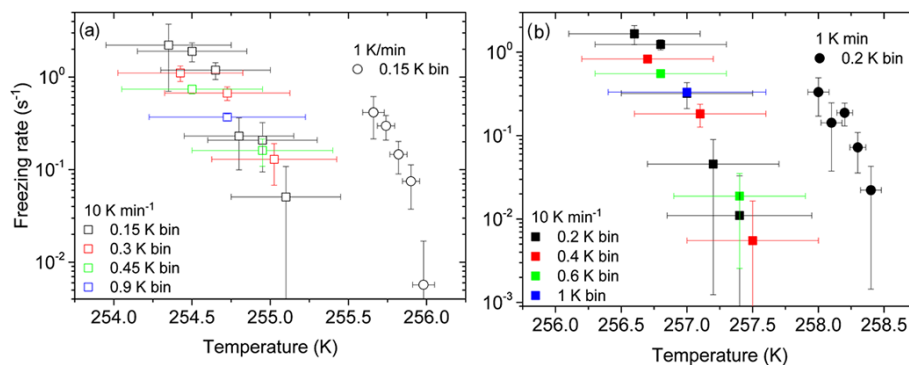 (a)
1 K/min
0.15 K bin
Freezing rate (s⁻¹)
10⁰
10⁻¹
10⁻²
10 K min⁻¹
0.15 K bin
0.3 K bin
0.45 K bin
0.9 K bin
254.0 254.5 255.0 255.5 256.0
Temperature (K)
(b)
1 K min
0.2 K bin
10⁰
10⁻¹
10⁻²
10⁻³
10 K min⁻¹
0.2 K bin
0.4 K bin
0.6 K bin
1 K bin
256.0 256.5 257.0 257.5 258.0 258.5
Temperature (K)